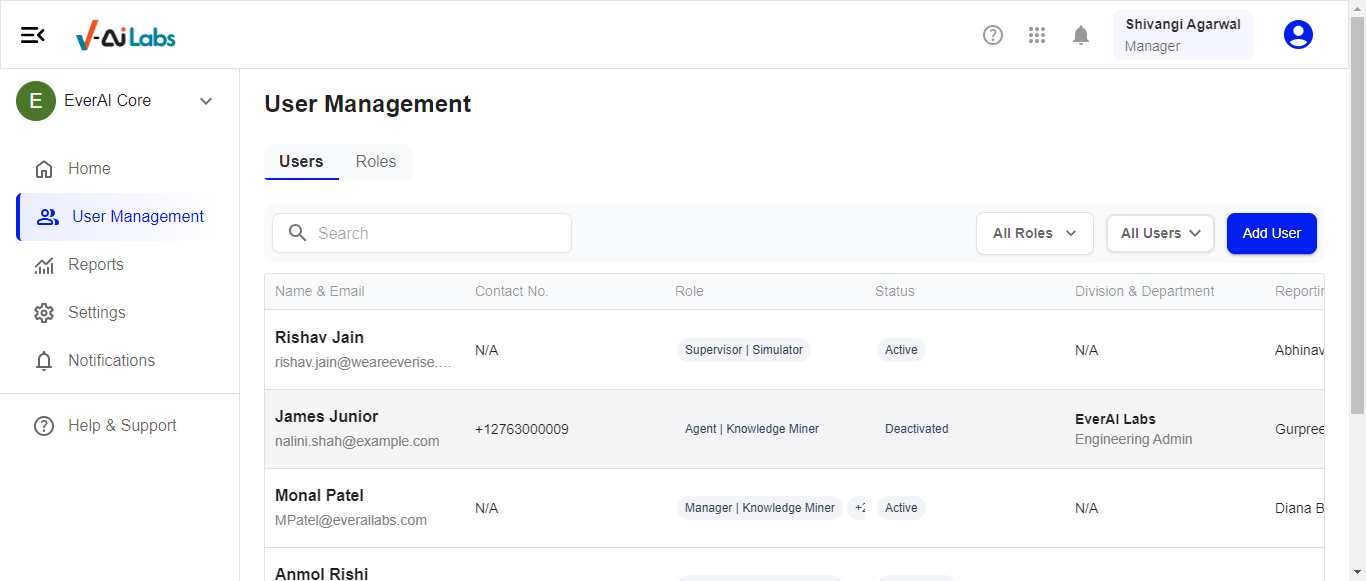 V-Ai Labs
Shivangi Agarwal
Manager
E
EverAI Core
Home
User Management
Reports
Settings
Notifications
Help & Support
User Management
Users Roles
Search
All Roles
All Users
Add User
Name & Email Contact No. Role Status Division & Department Reportin
Rishav Jain
rishav.jain@weareeverise....
N/A
Supervisor | Simulator
Active
N/A
Abhinav
James Junior
nalini.shah@example.com
+12763000009
Agent | Knowledge Miner
Deactivated
EverAI Labs
Engineering Admin
Gurpree
Monal Patel
MPatel@everailabs.com
N/A
Manager | Knowledge Miner
+2
Active
N/A
Diana B
Anmol Rishi